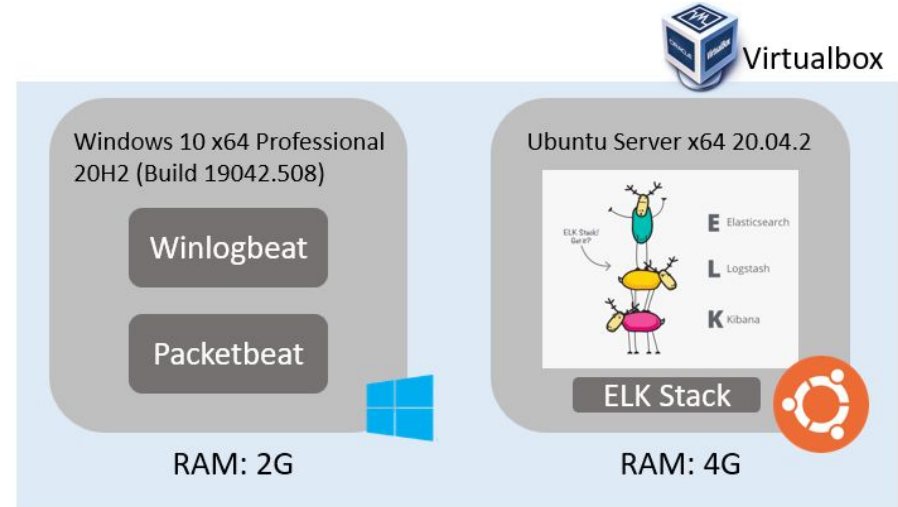 Virtualbox
Windows 10 x64 Professional
20H2 (Build 19042.508)
Winlogbeat
Packetbeat
RAM: 2G
Ubuntu Server x64 20.04.2
ELK Stack!
Get it?
E Elasticsearch
L Logstash
K Kibana
ELK Stack
RAM: 4G